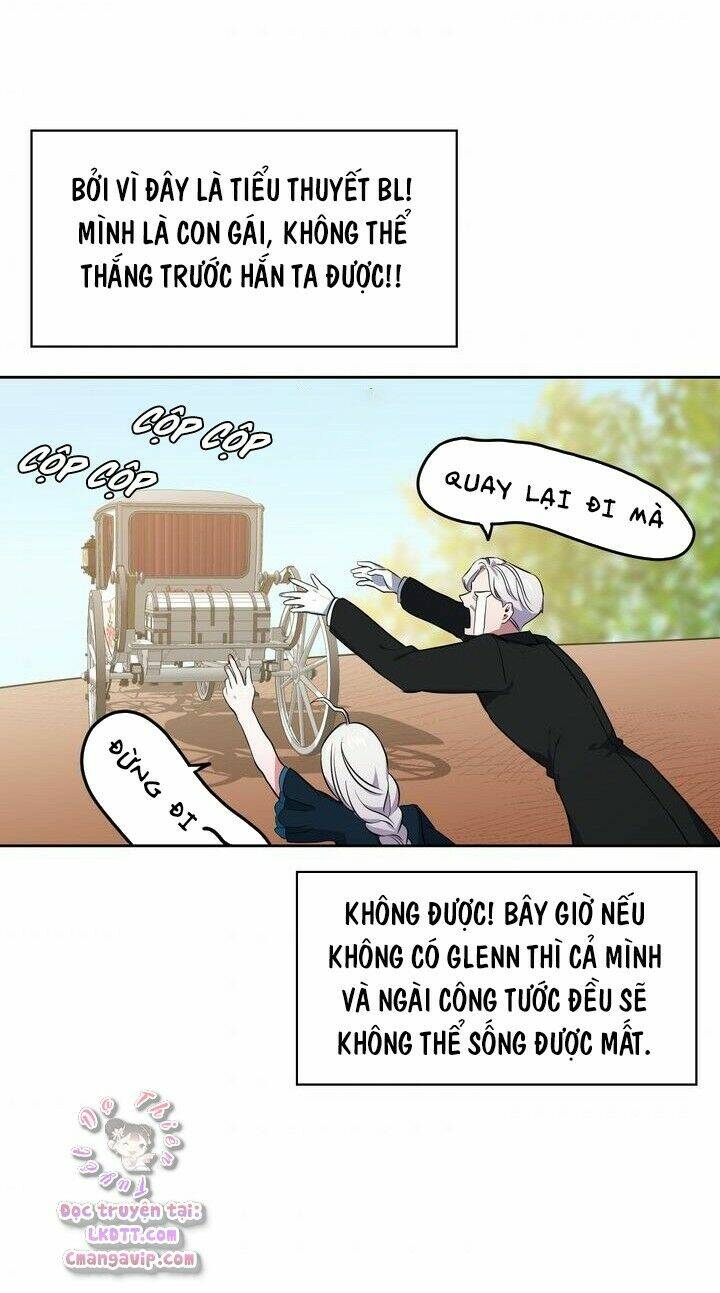 BỞI VÌ ĐÂY LÀ TIỂU THUYẾT BL!
MÌNH LÀ CON GÁI, KHÔNG THỂ
THẮNG TRƯỚC HẮN TA ĐƯỢC!!
CỘP CỘP
CỘP CỘP
QUAY LẠI ĐI MÀ
ĐỪNG ĐI
KHÔNG ĐƯỢC! BÂY GIỜ NẾU
KHÔNG CÓ GLENN THÌ CẢ MÌNH
VÀ NGÀI CÔNG TƯỚC ĐỀU SẼ
KHÔNG THỂ SỐNG ĐƯỢC MẤT.
Dạ Thiên
Nguyệt
Đọc truyện tại:
LKDTT.com
Cmangavip.com